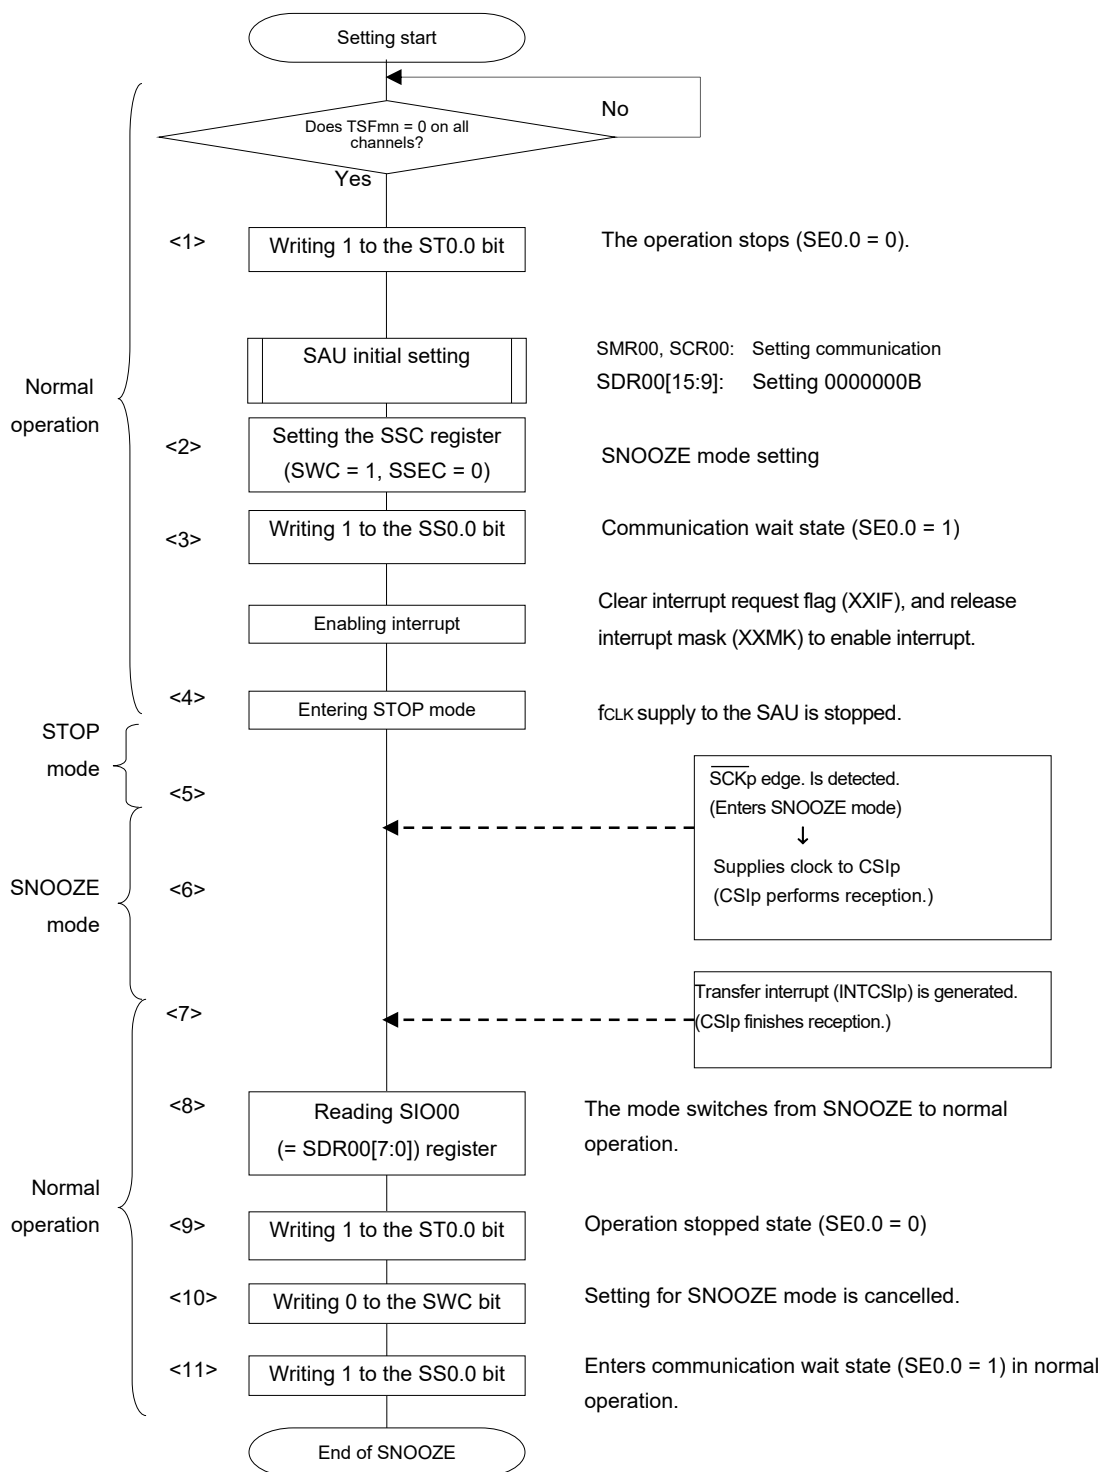 Setting start
No
Does TSFmn = 0 on all
channels?
Yes
<1>
Writing 1 to the ST0.0 bit
The operation stops (SE0.0 = 0).
SAU initial setting
SMR00, SCR00: Setting communication
SDR00[15:9]: Setting 0000000B
Normal
operation
<2>
Setting the SSC register
(SWC = 1, SSEC = 0)
SNOOZE mode setting
<3>
Writing 1 to the SS0.0 bit
Communication wait state (SE0.0 = 1)
Enabling interrupt
Clear interrupt request flag (XXIF), and release
interrupt mask (XXMK) to enable interrupt.
<4>
Entering STOP mode
fCLK supply to the SAU is stopped.
STOP
mode
<5>
SCKp edge. Is detected.
(Enters SNOOZE mode)
↓
Supplies clock to CSIp
(CSIp performs reception.)
SNOOZE
mode
<6>
<7>
Transfer interrupt (INTCSIp) is generated.
(CSIp finishes reception.)
<8>
Reading SIO00
(= SDR00[7:0]) register
The mode switches from SNOOZE to normal
operation.
Normal
operation
<9>
Writing 1 to the ST0.0 bit
Operation stopped state (SE0.0 = 0)
<10>
Writing 0 to the SWC bit
Setting for SNOOZE mode is cancelled.
<11>
Writing 1 to the SS0.0 bit
Enters communication wait state (SE0.0 = 1) in normal
operation.
End of SNOOZE